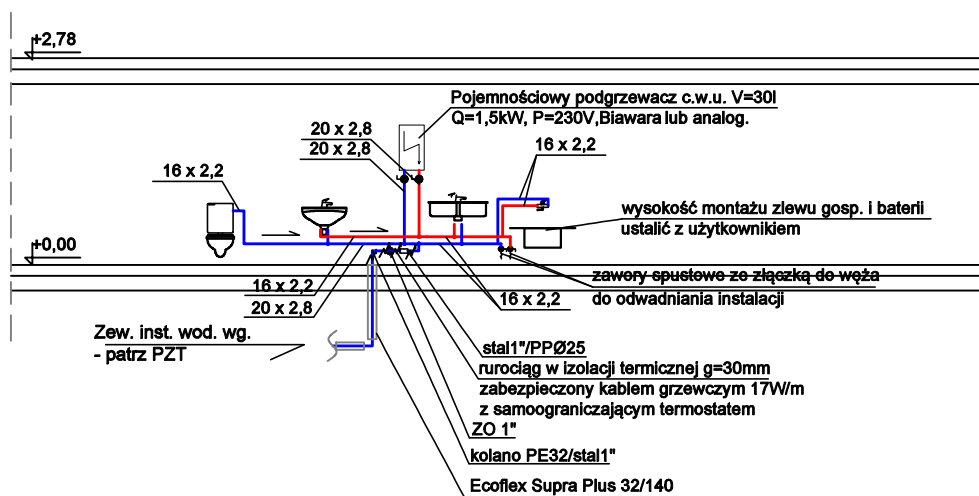 +2,78
Pojemnościowy podgrzewacz c.w.u. V=30l
Q=1,5kW, P=230V,Biawara lub analog.
20 x 2,8
20 x 2,8
16 x 2,2
16 x 2,2
wysokość montażu zlewu gosp. i baterii
ustalić z użytkownikiem
+0,00
zawory spustowe ze złączką do węża
do odwadniania instalacji
16 x 2,2
20 x 2,8
16 x 2,2
Zew. inst. wod. wg.
- patrz PZT
stal1"/PPØ25
rurociąg w izolacji termicznej g=30mm
zabezpieczony kablem grzewczym 17W/m
z samoograniczającym termostatem
ZO 1"
kolano PE32/stal1"
Ecoflex Supra Plus 32/140